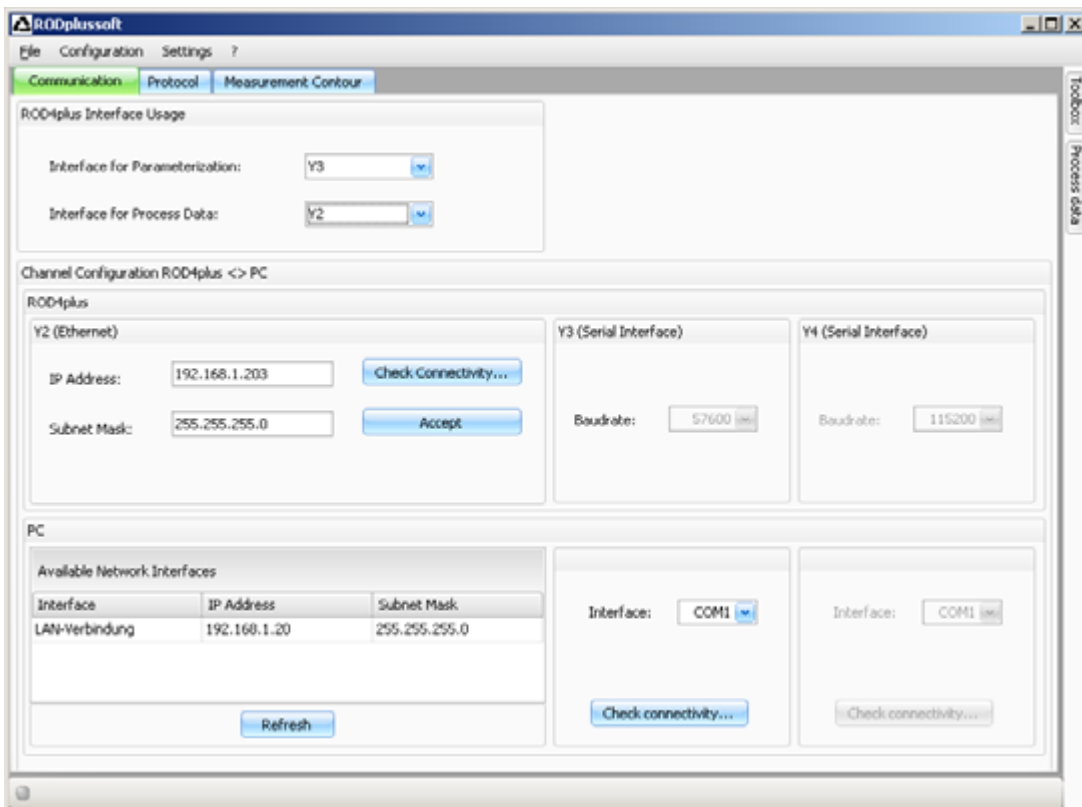 RODplussoft
File Configuration Settings ?
Communication Protocol Measurement Contour
Toolbox
Process data
ROD4plus Interface Usage
Interface for Parameterization: Y3
Interface for Process Data: Y2
Channel Configuration ROD4plus <> PC
ROD4plus
Y2 (Ethernet)
IP Address: 192.168.1.203 Check Connectivity...
Subnet Mask: 255.255.255.0 Accept
Y3 (Serial Interface)
Baudrate: 57600
Y4 (Serial Interface)
Baudrate: 115200
PC
Available Network Interfaces
Interface IP Address Subnet Mask
LAN-Verbindung 192.168.1.20 255.255.255.0
Refresh
Interface: COM1
Check connectivity...
Interface: COM1
Check connectivity...